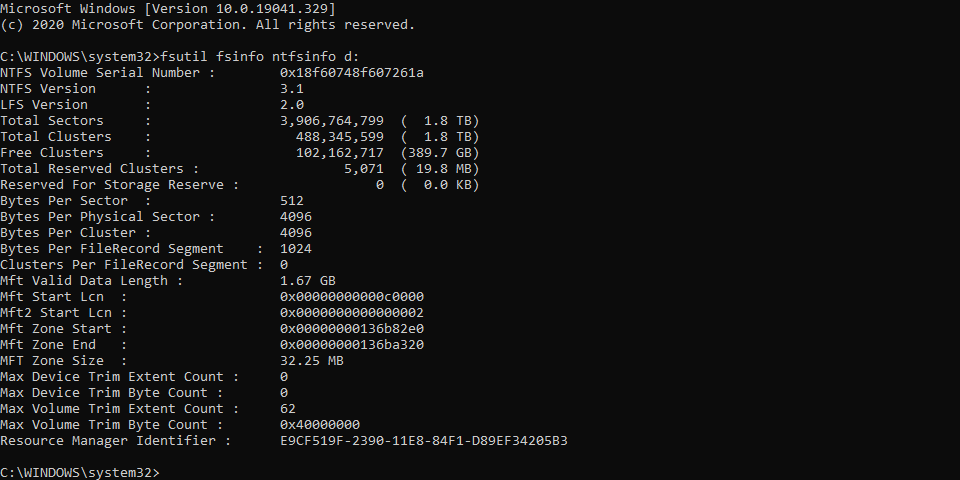 Microsoft Windows [Version 10.0.19041.329]
(c) 2020 Microsoft Corporation. All rights reserved.
C:\WINDOWS\system32>fsutil fsinfo ntfsinfo d:
NTFS Volume Serial Number :        0x18f60748f607261a
NTFS Version      :                3.1
LFS Version       :                2.0
Total Sectors     :                3,906,764,799  (  1.8 TB)
Total Clusters    :                  488,345,599  (  1.8 TB)
Free Clusters     :                  102,162,717  (389.7 GB)
Total Reserved Clusters :                  5,071  ( 19.8 MB)
Reserved For Storage Reserve :                 0  (  0.0 KB)
Bytes Per Sector  :                512
Bytes Per Physical Sector :        4096
Bytes Per Cluster :                4096
Bytes Per FileRecord Segment    :  1024
Clusters Per FileRecord Segment :  0
Mft Valid Data Length :            1.67 GB
Mft Start Lcn  :                   0x00000000000c0000
Mft2 Start Lcn :                   0x0000000000000002
Mft Zone Start :                   0x00000000136b82e0
Mft Zone End   :                   0x00000000136ba320
MFT Zone Size  :                   32.25 MB
Max Device Trim Extent Count :     0
Max Device Trim Byte Count :       0
Max Volume Trim Extent Count :     62
Max Volume Trim Byte Count :       0x40000000
Resource Manager Identifier :      E9CF519F-2390-11E8-84F1-D89EF34205B3
C:\WINDOWS\system32>